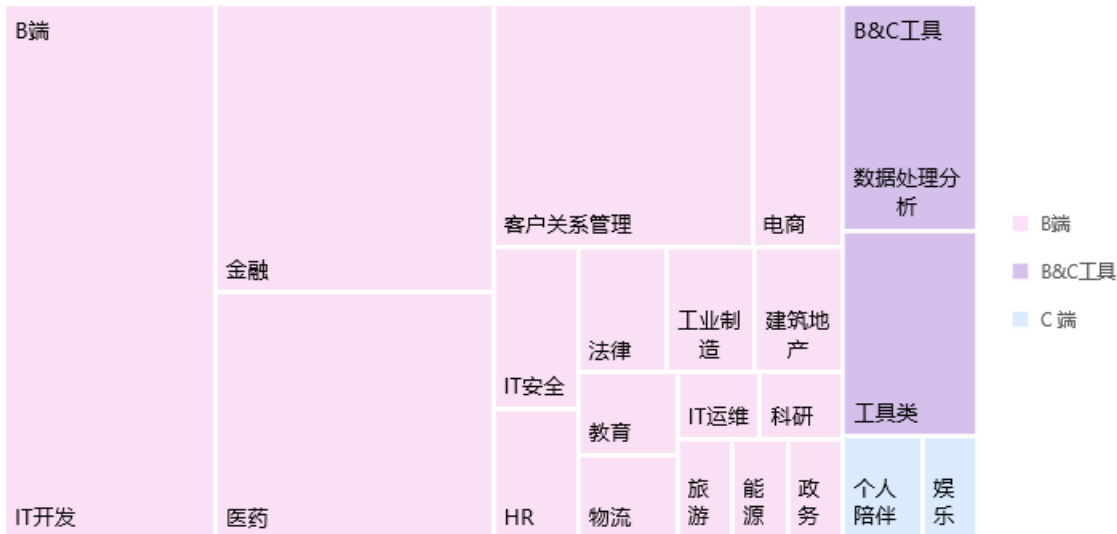 B端
IT开发
金融
医药
客户关系管理
电商
IT安全
HR
法律
工业制
造
建筑地
产
教育
IT运维
科研
物流
旅
游
能
源
政
务
B&C工具
数据处理分
析
工具类
个人
陪伴
娱
乐
B端
B&C工具
C 端